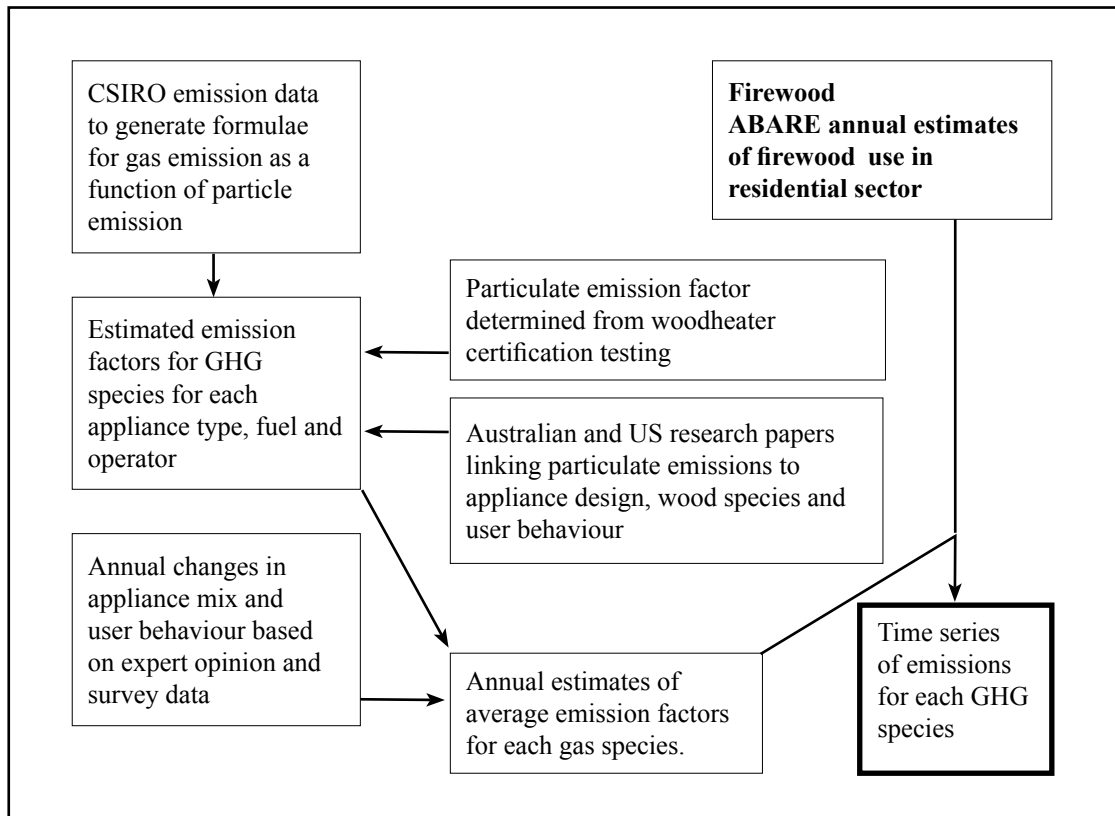 CSIRO emission data
to generate formulae
for gas emission as a
function of particle
emission
Firewood
ABARE annual estimates
of firewood use in
residential sector
Estimated emission
factors for GHG
species for each
appliance type, fuel and
operator
Particulate emission factor
determined from woodheater
certification testing
Australian and US research papers
linking particulate emissions to
appliance design, wood species and
user behaviour
Annual changes in
appliance mix and
user behaviour based
on expert opinion and
survey data
Annual estimates of
average emission factors
for each gas species.
Time series
of emissions
for each GHG
species